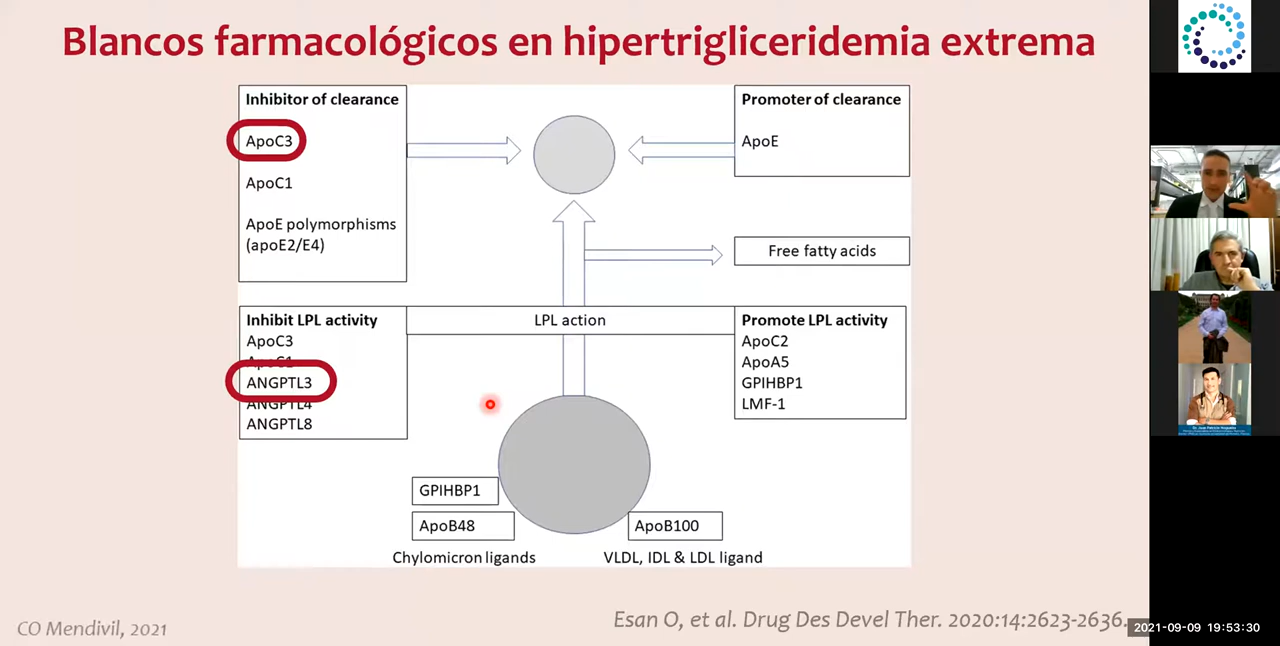 Blancos farmacológicos en hipertrigliceridemia extrema
Inhibitor of clearance
ApoC3
ApoC1
ApoE polymorphisms
(apoE2/E4)
Promoter of clearance
ApoE
Free fatty acids
Inhibit LPL activity
ApoC3
ApoC1
ANGPTL3
ANGPTL4
ANGPTL8
LPL action
Promote LPL activity
ApoC2
ApoA5
GPIHBP1
LMF-1
GPIHBP1
ApoB48
ApoB100
Chylomicron ligands
VLDL, IDL & LDL ligand
CO Mendivil, 2021
Esan O, et al. Drug Des Devel Ther. 2020:14:2623-2636.
2021-09-09 19:53:30